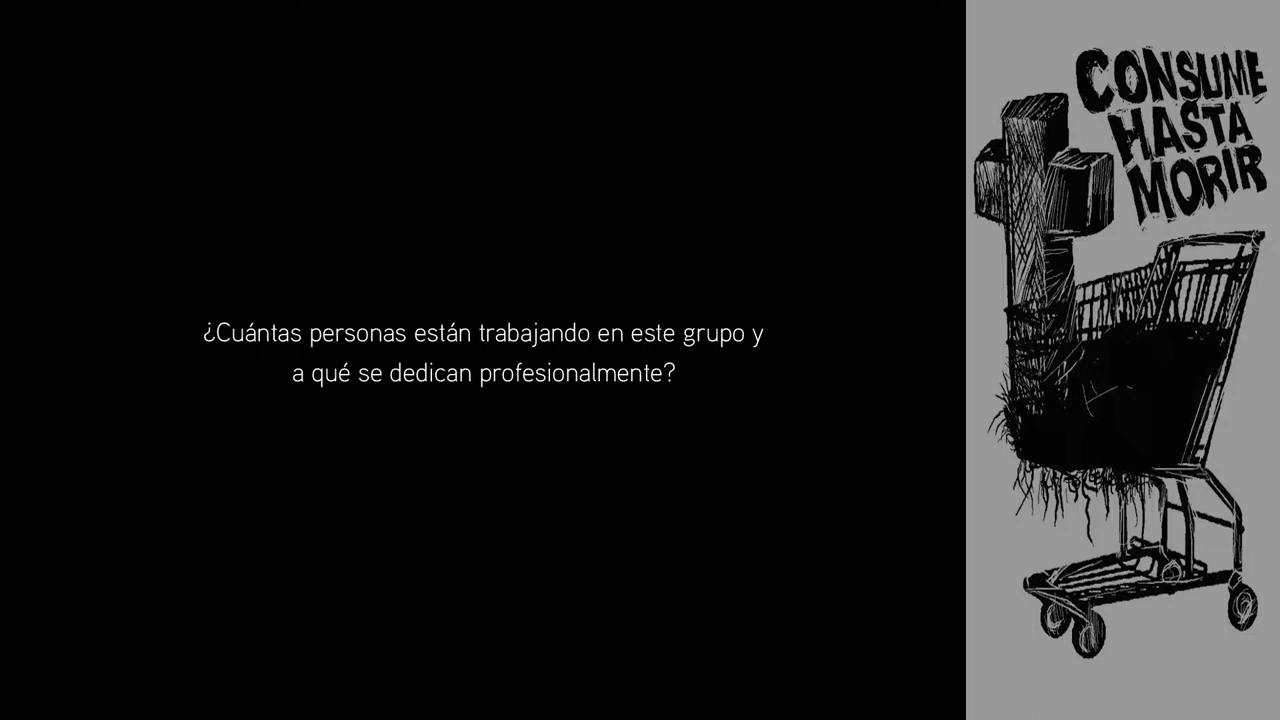 ¿Cuántas personas están trabajando en este grupo y
a qué se dedican profesionalmente?
CONSUME
HASTA
MORIR